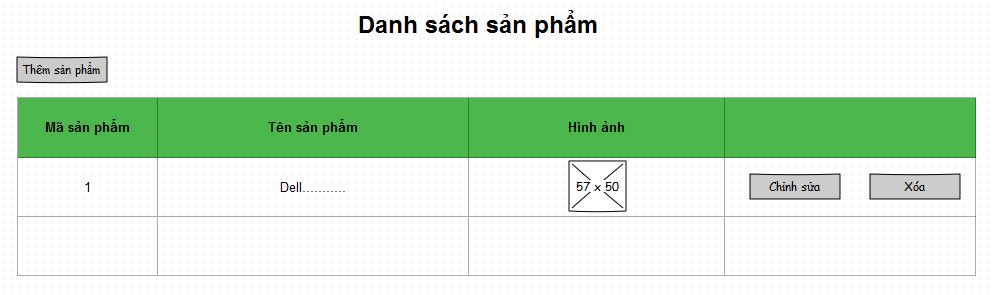 Danh sách sản phẩm
Thêm sản phẩm
Mã sản phẩm Tên sản phẩm Hình ảnh
1 Dell........... 57 x 50 Chỉnh sửa Xóa